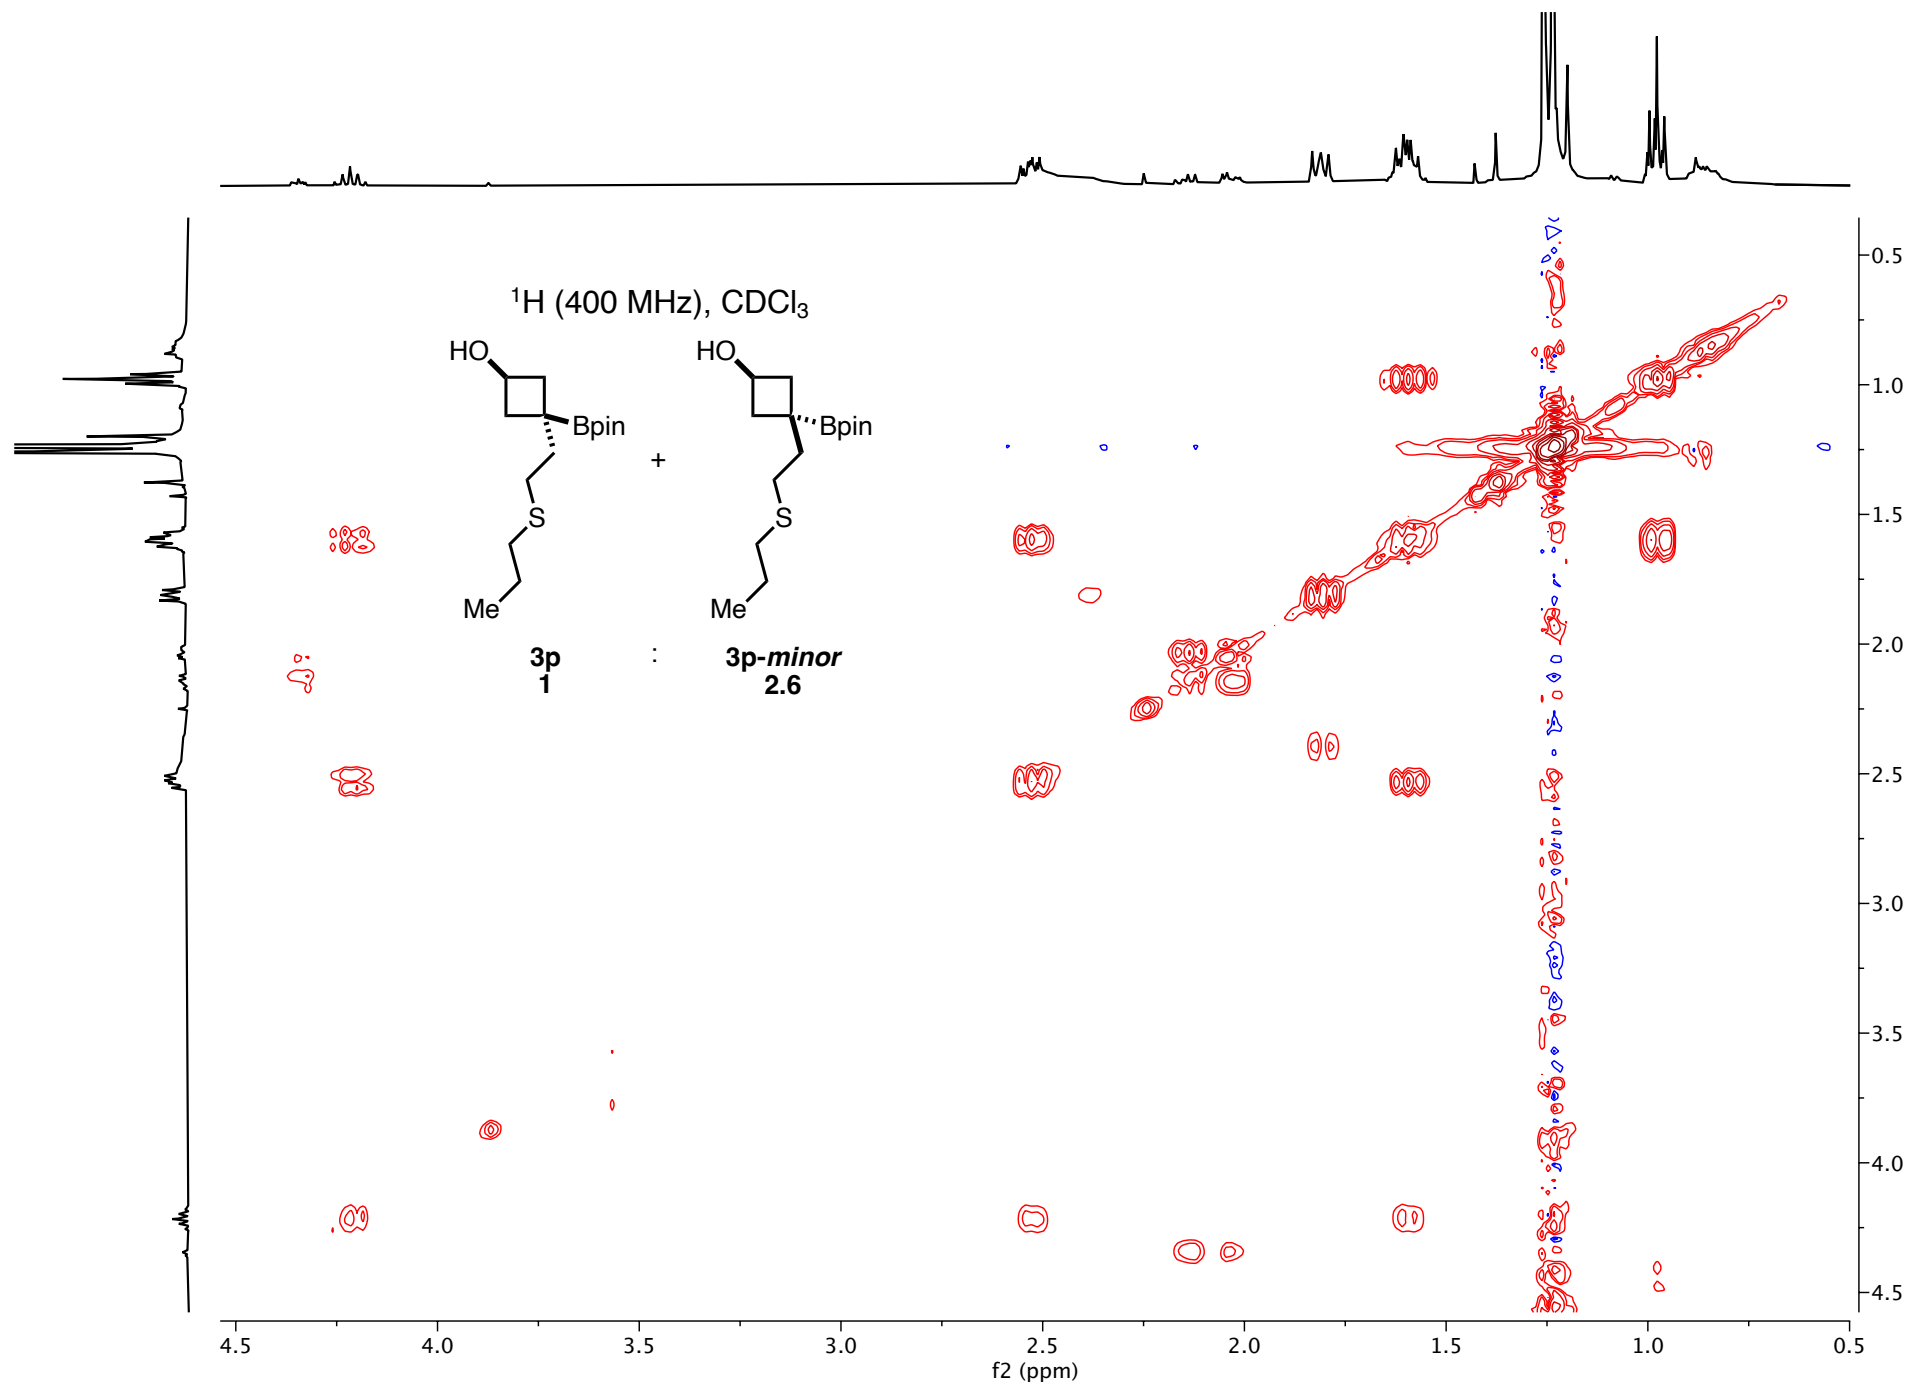 ¹H (400 MHz), CDCl₃
HO
HO
Bpin
Bpin
+
S
S
Me
Me
3p : 3p-minor
1 2.6
0.5
1.0
1.5
2.0
2.5
3.0
3.5
4.0
4.5
4.5 4.0 3.5 3.0 2.5 2.0 1.5 1.0 0.5
f2 (ppm)